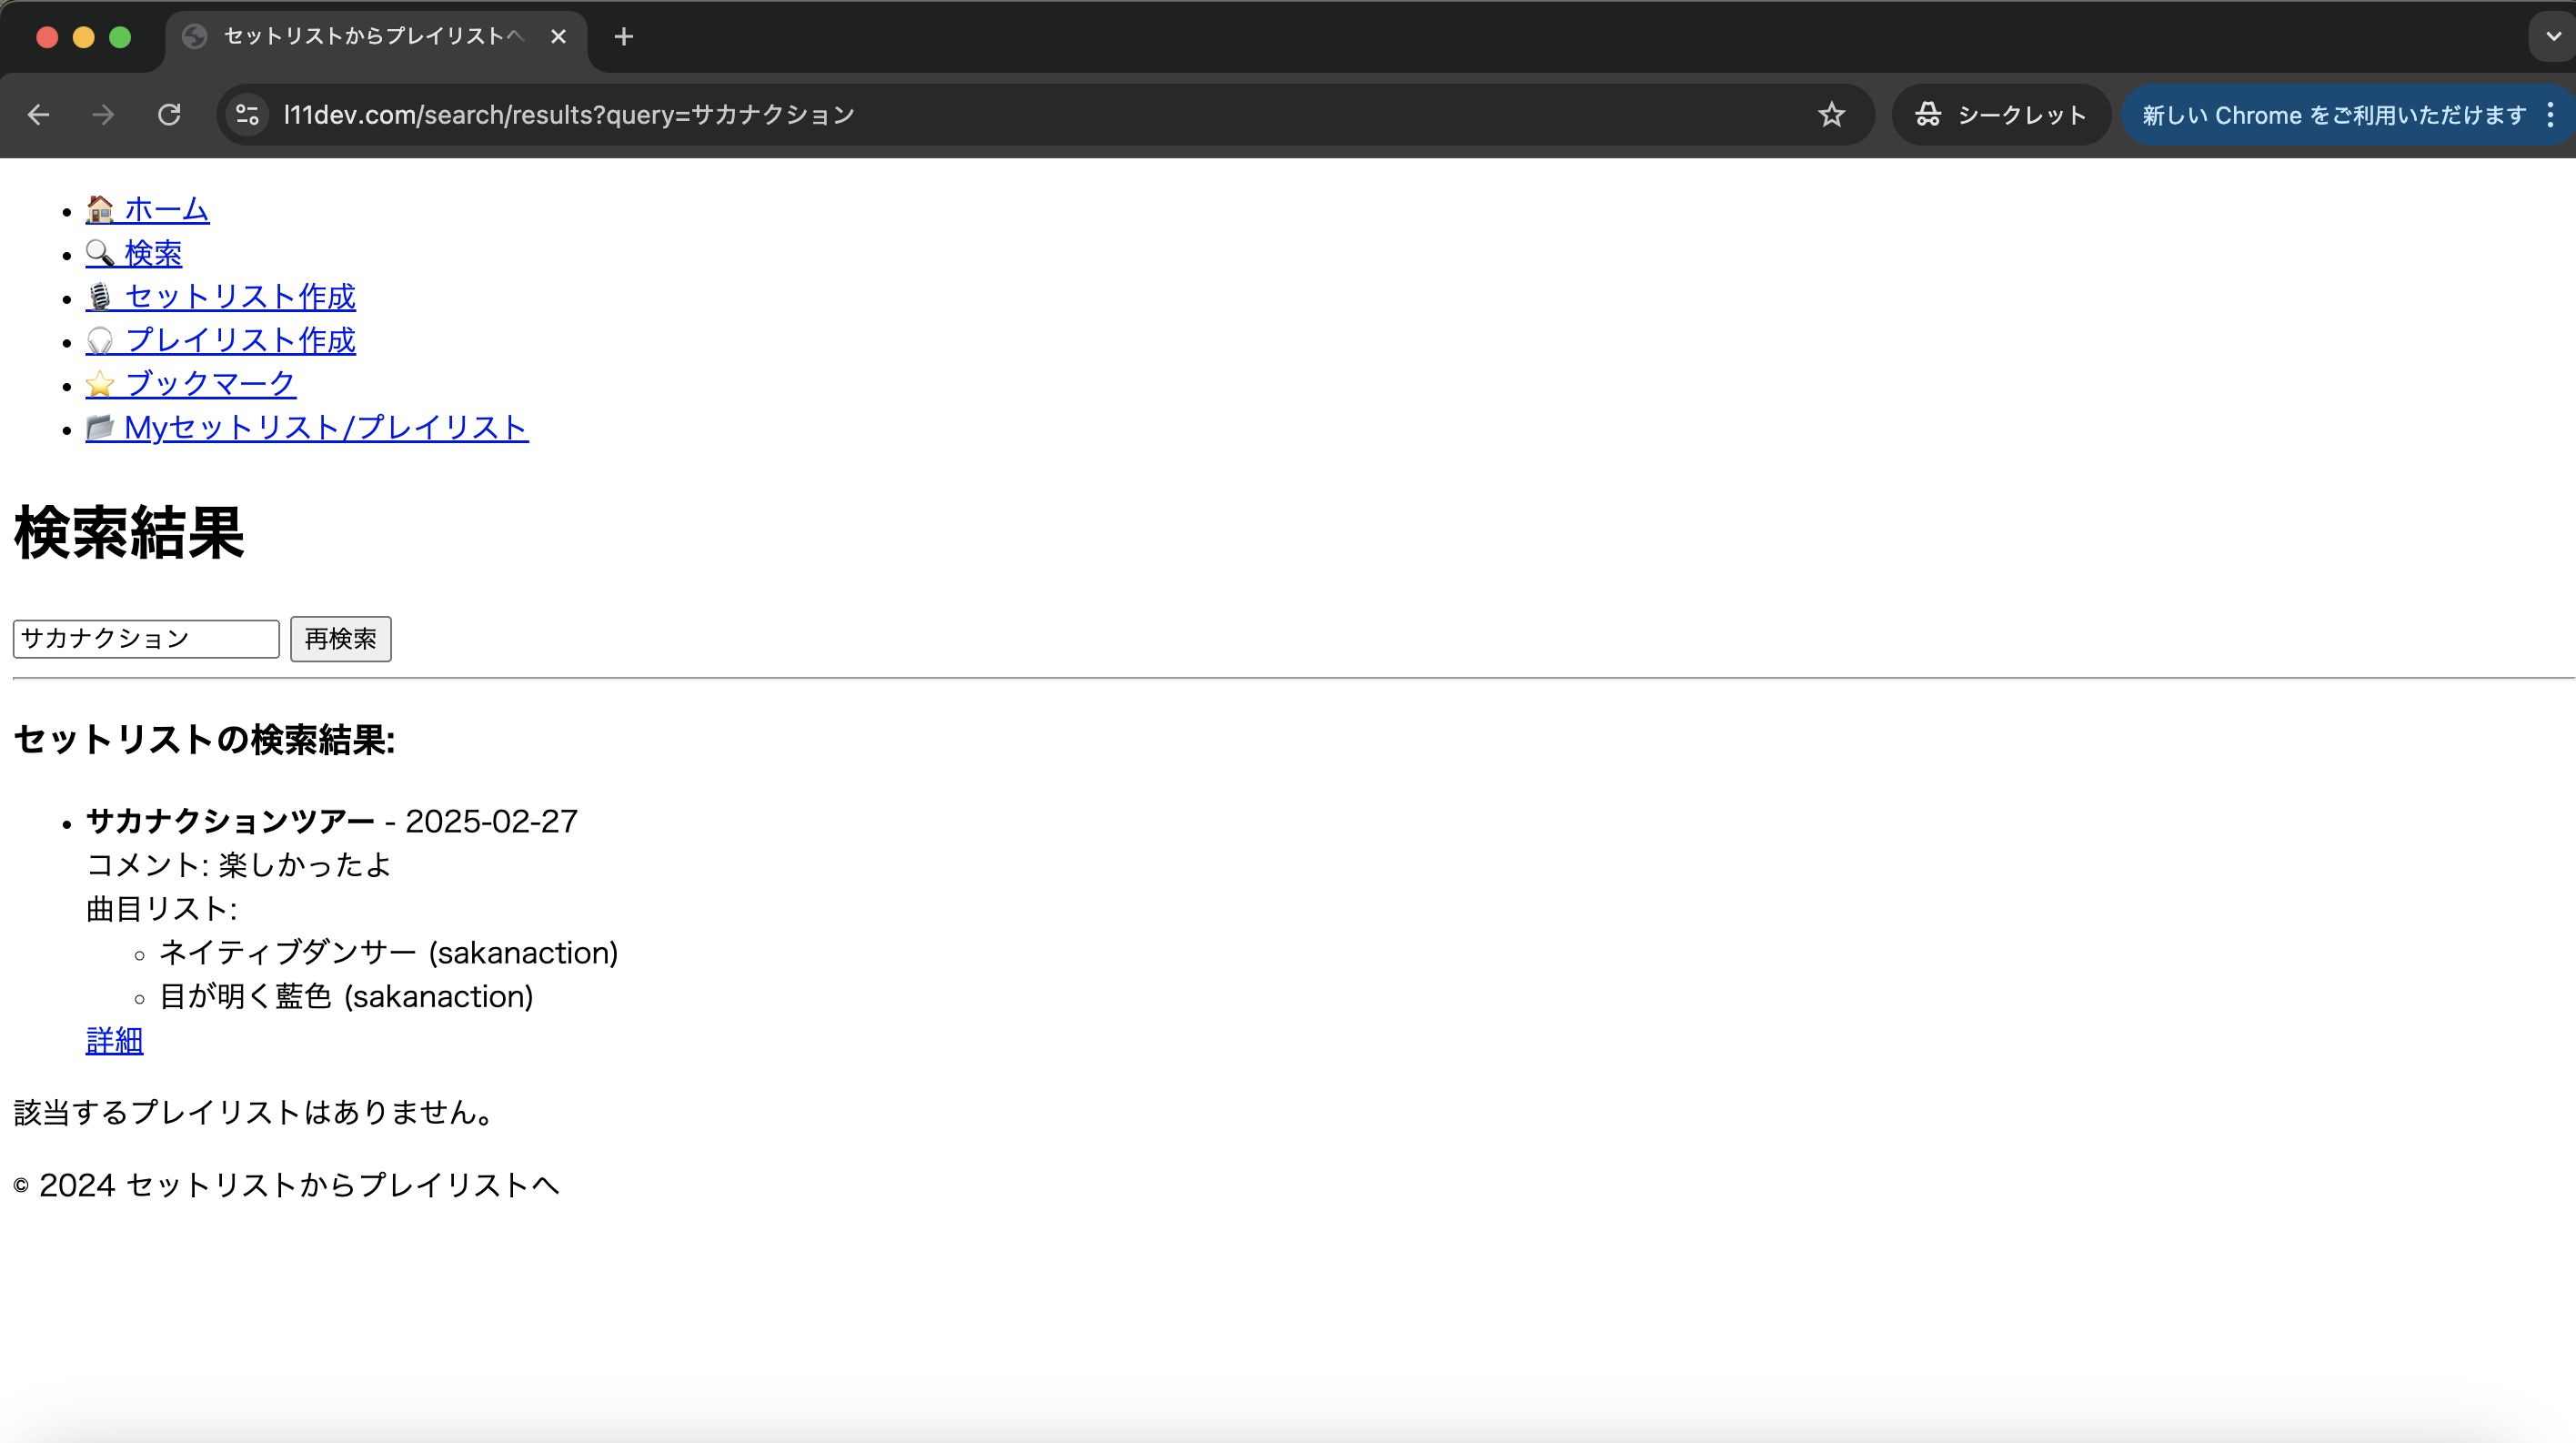 セットリストからプレイリストへ
l11dev.com/search/results?query=サカナクション
シークレット
新しい Chrome をご利用いただけます
ホーム
検索
セットリスト作成
プレイリスト作成
ブックマーク
Myセットリスト/プレイリスト
検索結果
サカナクション 再検索
セットリストの検索結果:
サカナクションツアー - 2025-02-27
コメント: 楽しかったよ
曲目リスト:
ネイティブダンサー (sakanaction)
目が明く藍色 (sakanaction)
詳細
該当するプレイリストはありません。
© 2024 セットリストからプレイリストへ